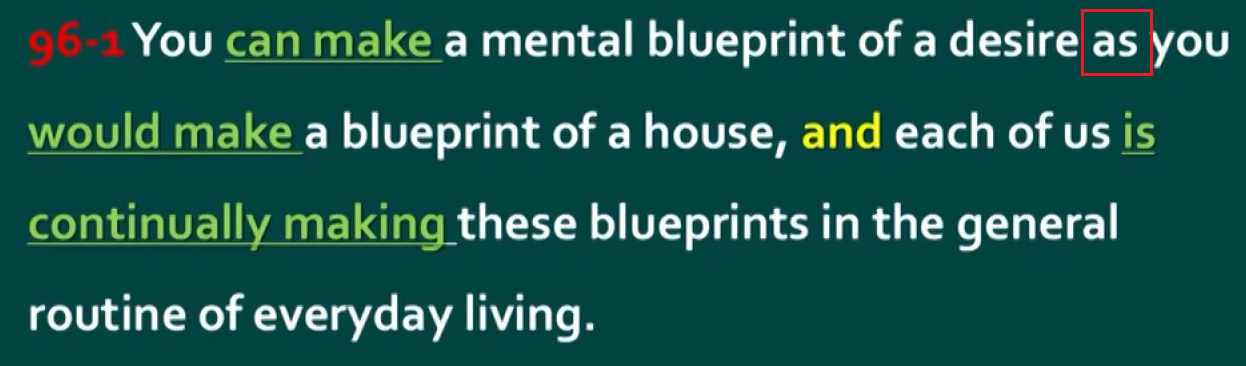 96-1 You can make a mental blueprint of a desire as you
would make a blueprint of a house, and each of us is
continually making these blueprints in the general
routine of everyday living.